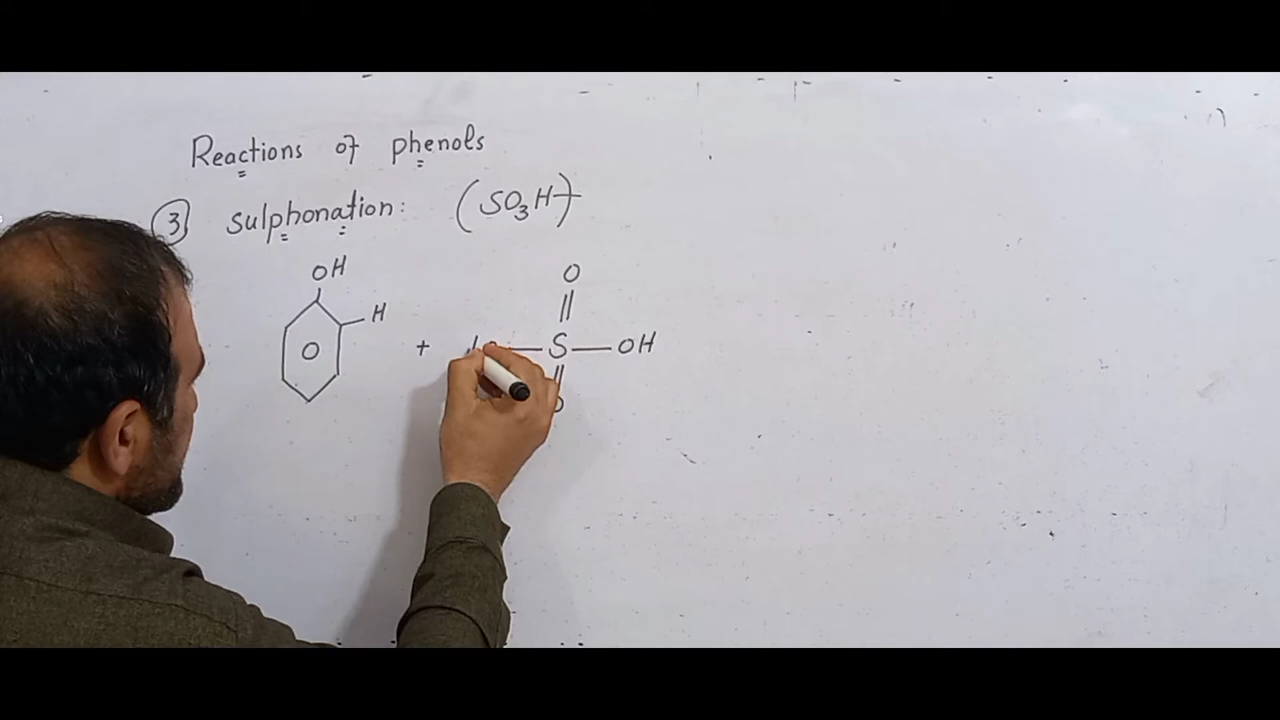 Reactions of phenols
③ sulphonation: (SO₃H)
OH O
H
O + S OH
O